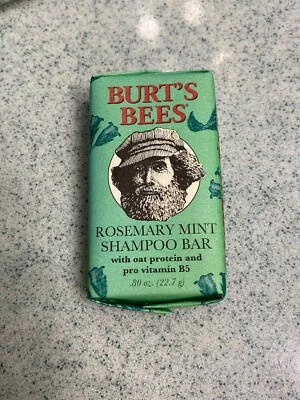 BURT'S
BEES
ROSEMARY MINT
SHAMPOO BAR
with oat protein and
pro vitamin B5
.80 oz. (22.7 g)